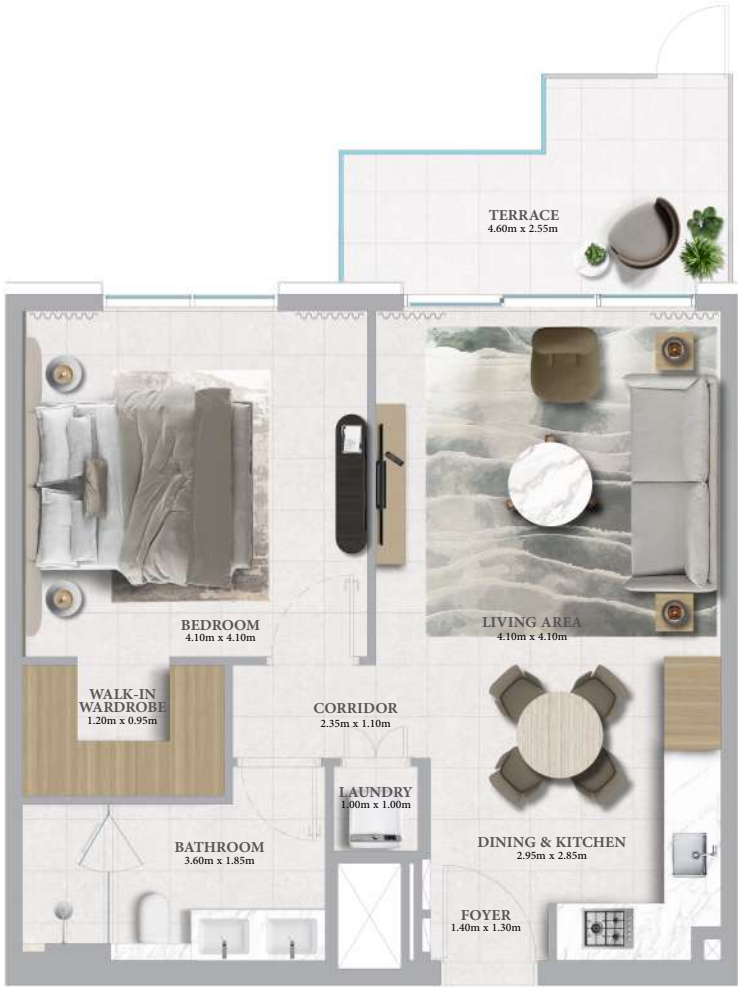 TERRACE
4.60m x 2.55m
BEDROOM
4.10m x 4.10m
LIVING AREA
4.10m x 4.10m
WALK-IN
WARDROBE
1.20m x 0.95m
CORRIDOR
2.35m x 1.10m
LAUNDRY
1.00m x 1.00m
BATHROOM
3.60m x 1.85m
DINING & KITCHEN
2.95m x 2.85m
FOYER
1.40m x 1.30m